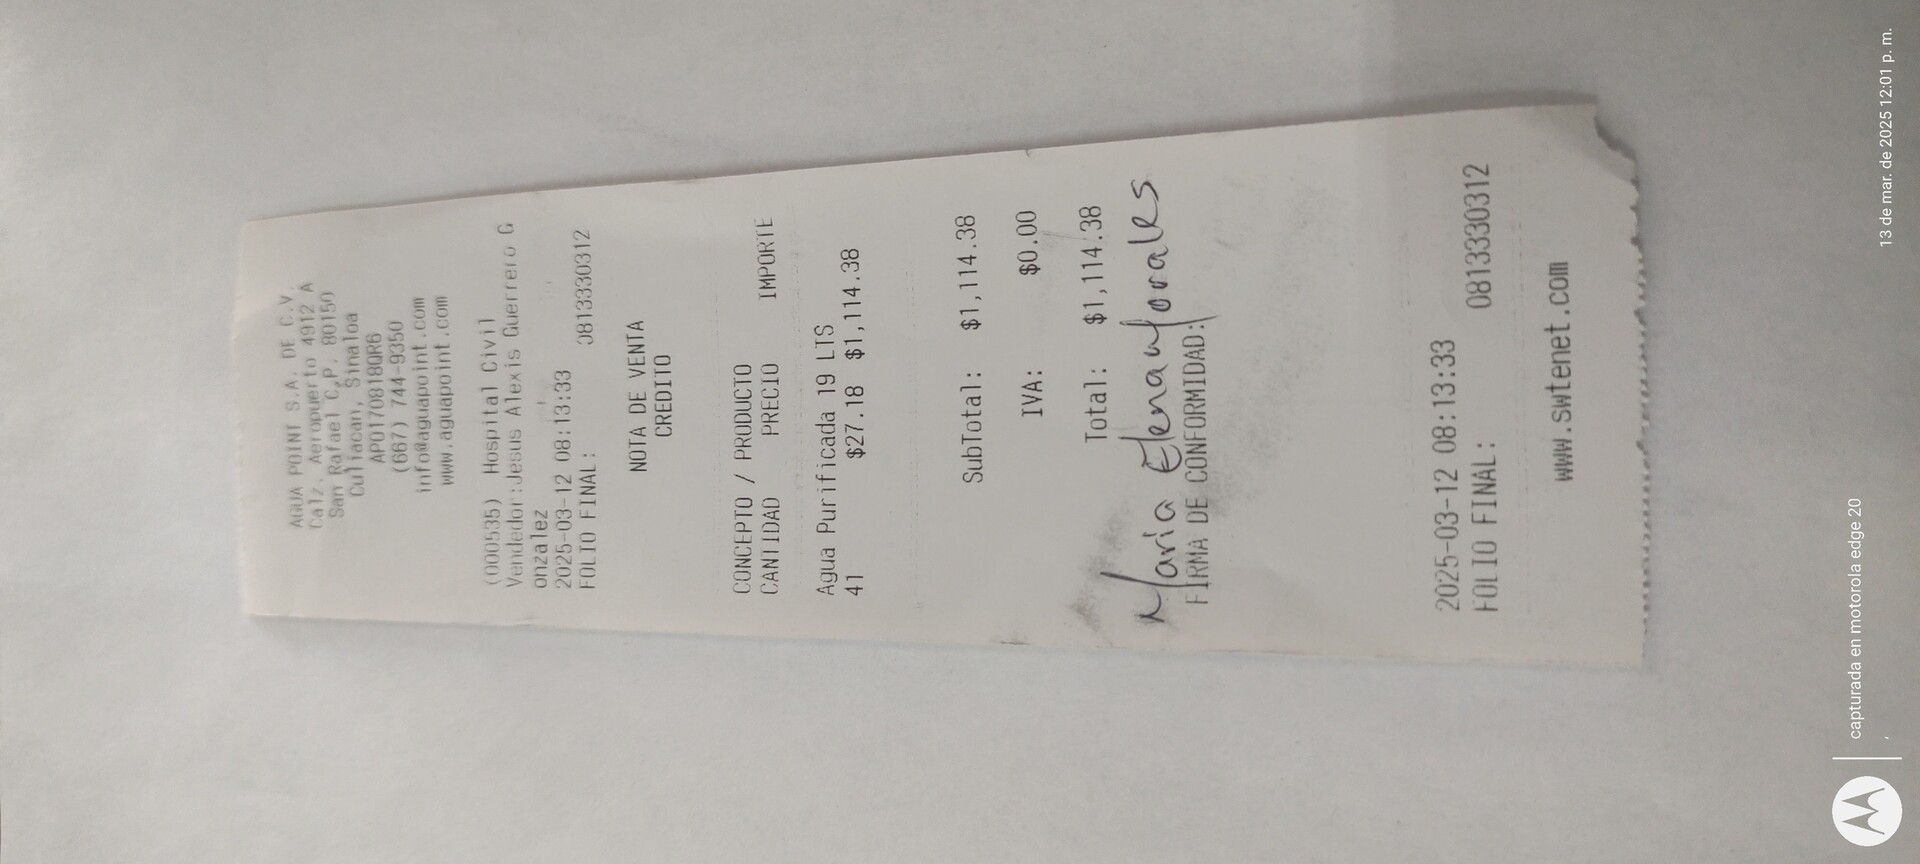 AGUA POINT S.A. DE C.V.
Calz. Aeropuerto 4912 A
San Rafael C.P. 80150
Culiacan, Sinaloa
APO170818QR6
(667) 744-9350
info@aguapoint.com
www.aguapoint.com
(000535) Hospital Civil
Vendedor:Jesus Alexis Guerrero G
onzalez
2025-03-12 08:13:33
FOLIO FINAL: 0813330312
NOTA DE VENTA
CREDITO
CONCEPTO / PRODUCTO
CANTIDAD PRECIO IMPORTE
Agua Purificada 19 LTS
41 $27.18 $1,114.38
SubTotal: $1,114.38
IVA: $0.00
Total: $1,114.38
Maria Elena Morales
FIRMA DE CONFORMIDAD:
2025-03-12 08:13:33
FOLIO FINAL: 0813330312
www.swtenet.com
capturada en motorola edge 20
13 de mar. de 2025 12:01 p. m.